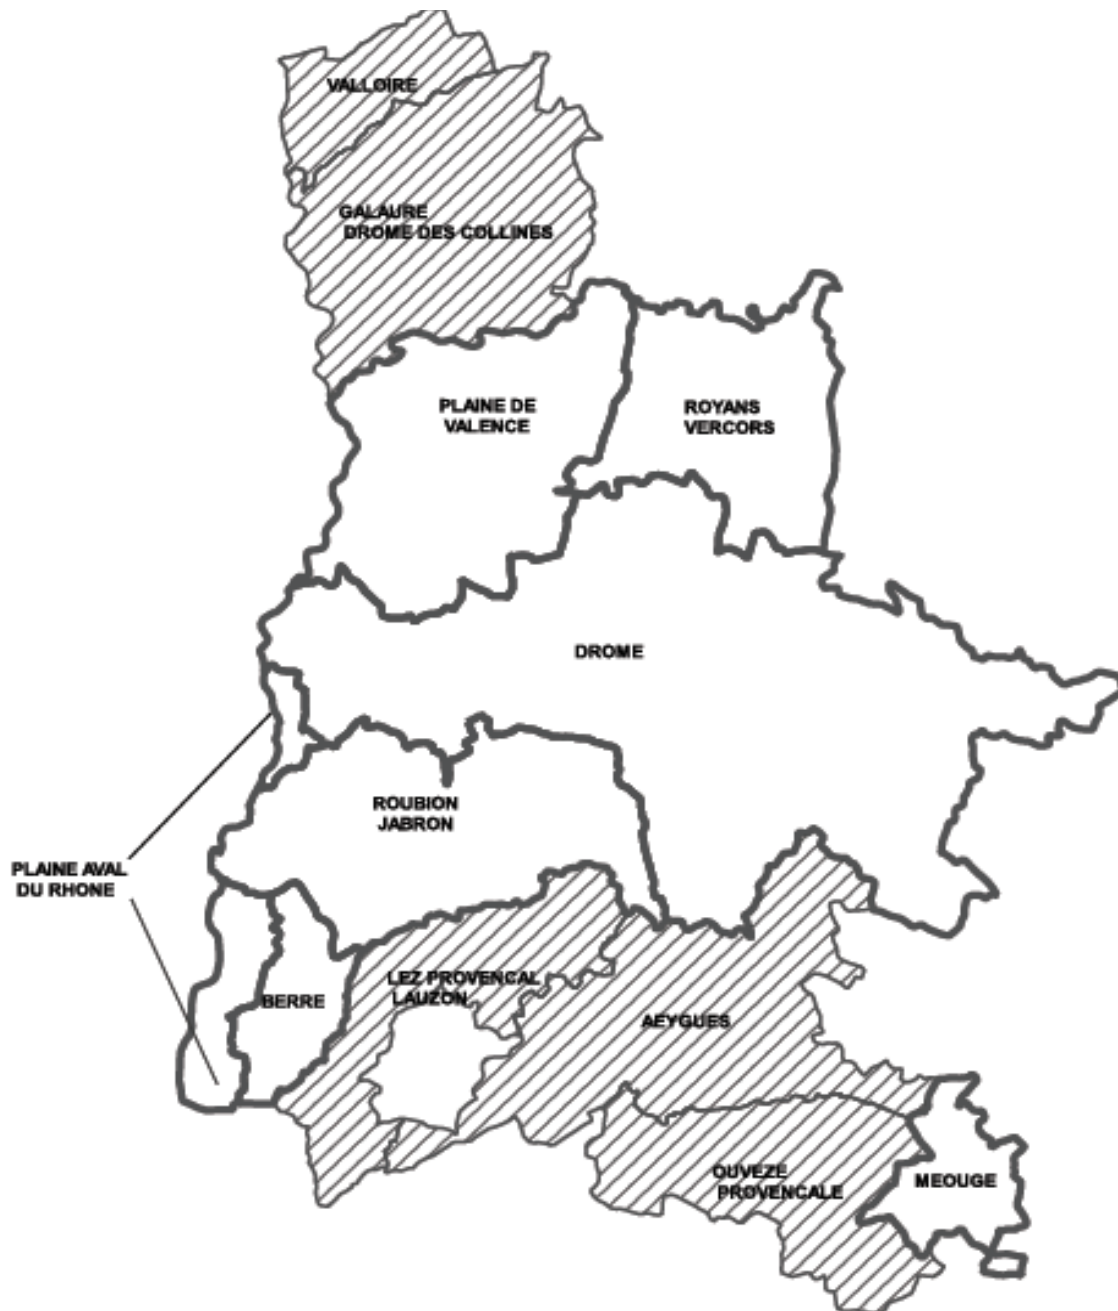 VALLOIRE
GALAURE
DROME DES COLLINES
PLAINE DE
VALENCE
ROYANS
VERCORS
DROME
ROUBION
JABRON
PLAINE AVAL
DU RHONE
BERRE
LEZ PROVENCAL
LAUZON
AEYGUES
OUVEZE
PROVENCALE
MEOUGE